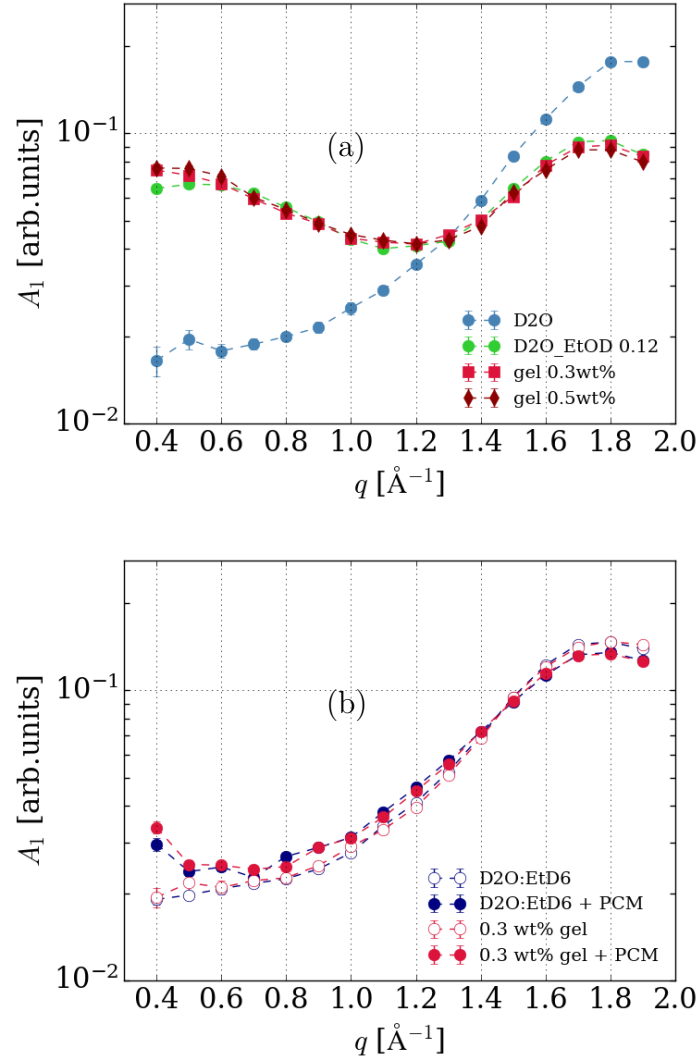 10⁻¹
(a)
A₁ [arb.units]
D2O
D2O_EtOD 0.12
gel 0.3wt%
gel 0.5wt%
10⁻²
0.4 0.6 0.8 1.0 1.2 1.4 1.6 1.8 2.0
q [Å⁻¹]
10⁻¹
(b)
A₁ [arb.units]
D2O:EtD6
D2O:EtD6 + PCM
0.3 wt% gel
0.3 wt% gel + PCM
10⁻²
0.4 0.6 0.8 1.0 1.2 1.4 1.6 1.8 2.0
q [Å⁻¹]